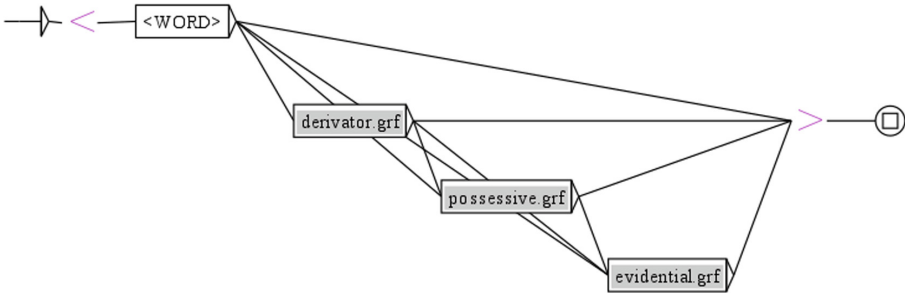 < <WORD>
derivator.grf >
possessive.grf
evidential.grf